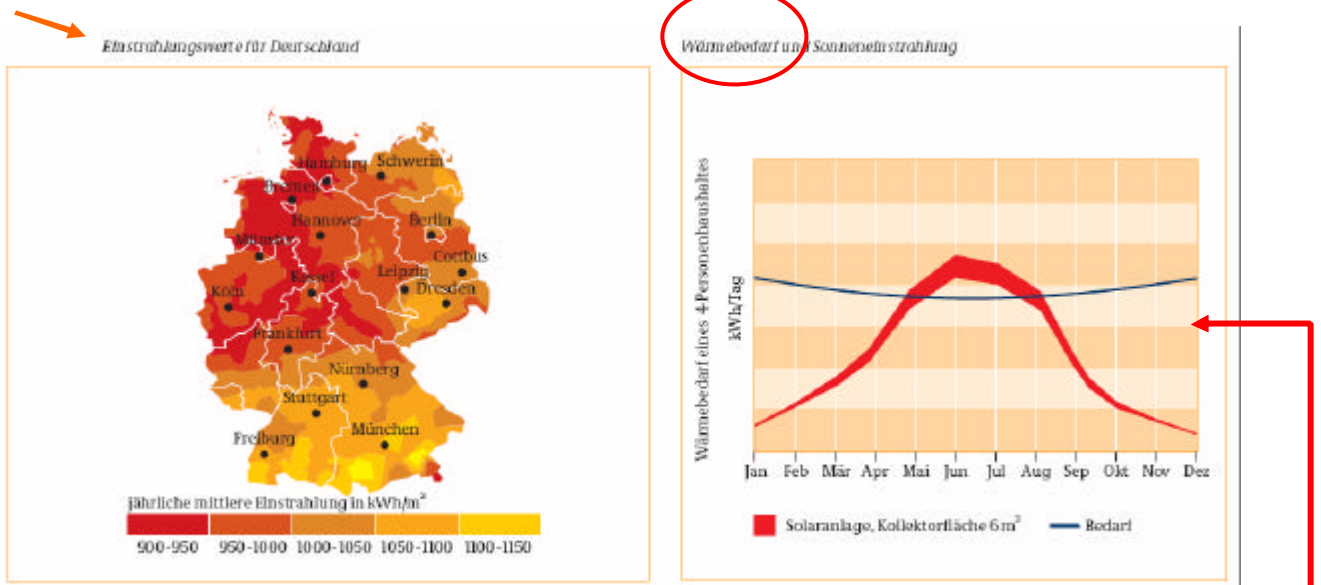 Einstrahlungswerte für Deutschland
Hamburg
Schwerin
Bremen
Hannover
Berlin
Münster
Cottbus
Kassel
Leipzig
Köln
Dresden
Frankfurt
Nürnberg
Stuttgart
Freiburg
München
jährliche mittlere Einstrahlung in kWh/m²
900-950 950-1000 1000-1050 1050-1100 1100-1150
Wärmebedarf und Sonneneinstrahlung
Wärmebedarf eines 4-Personenhaushaltes
kWh/Tag
Jan Feb Mär Apr Mai Jun Jul Aug Sep Okt Nov Dez
Solaranlage, Kollektorfläche 6 m² Bedarf